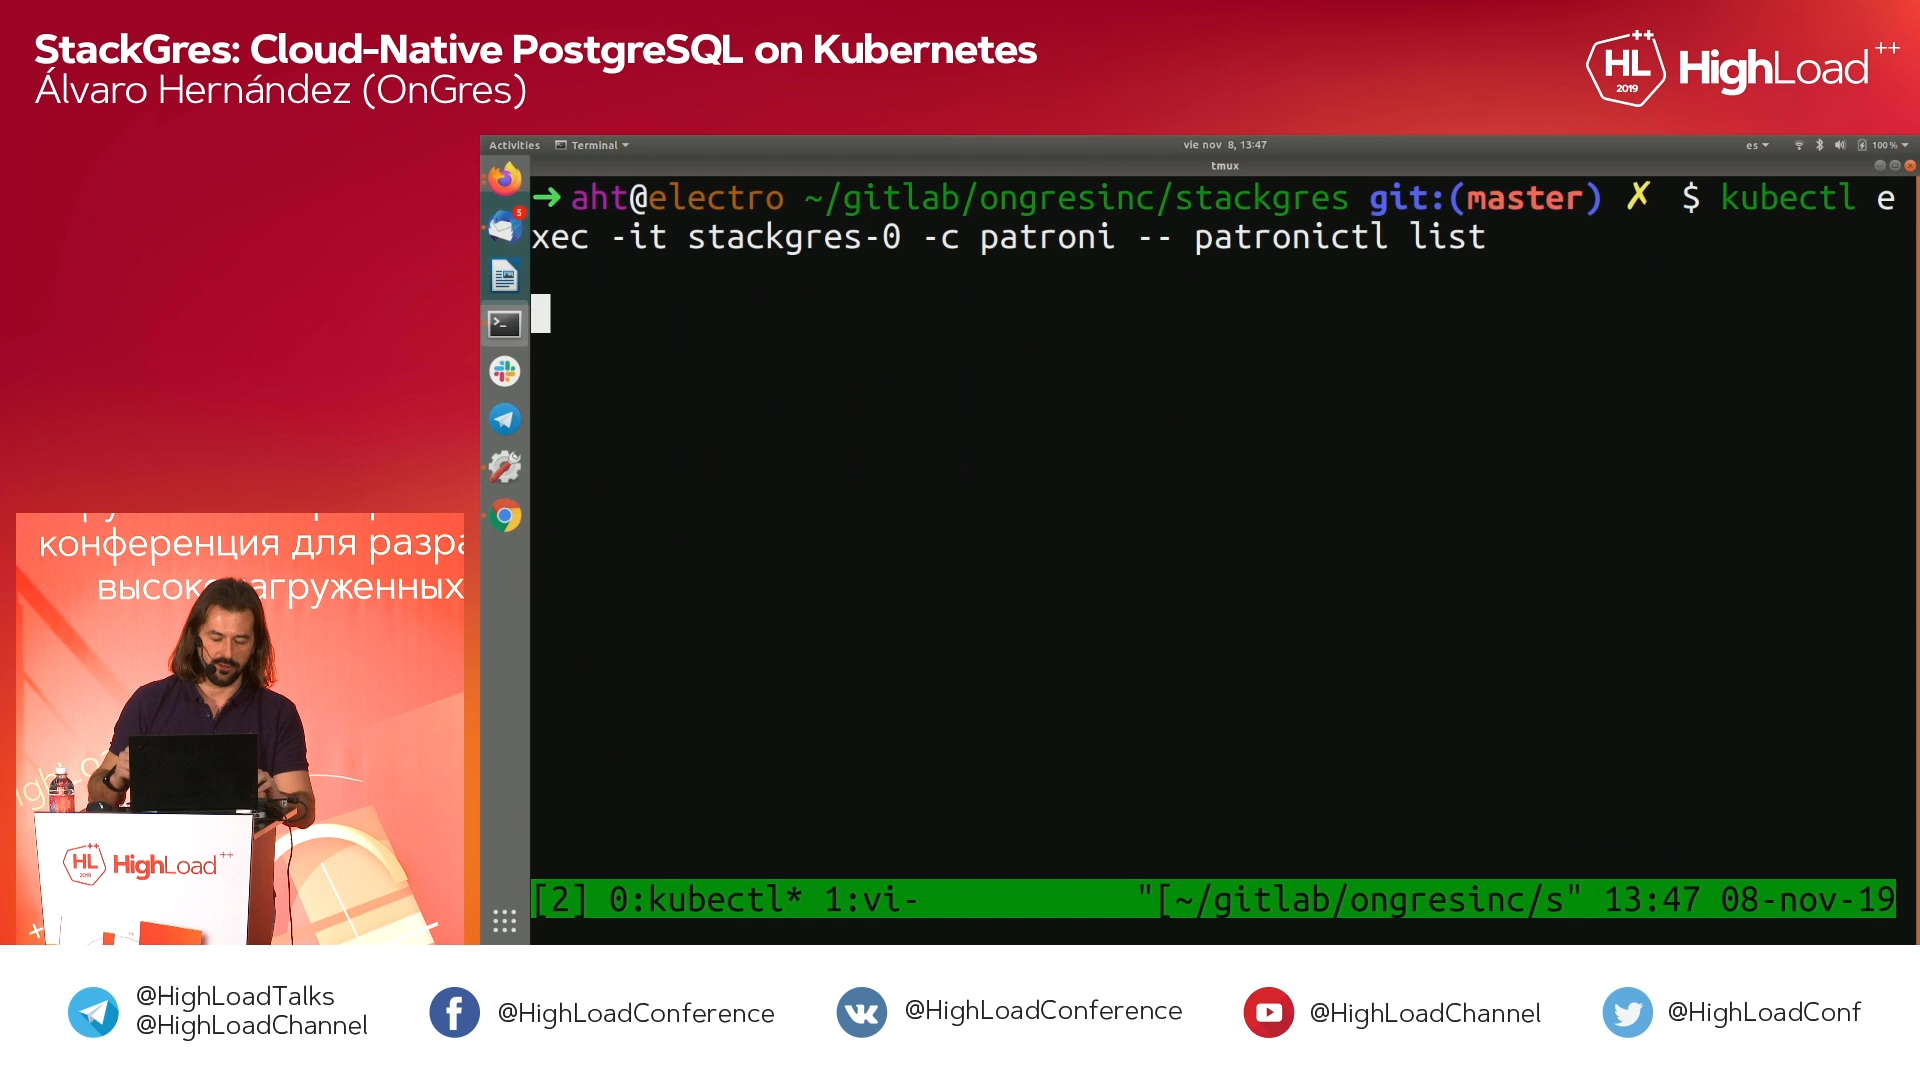 StackGres: Cloud-Native PostgreSQL on Kubernetes
Álvaro Hernández (OnGres)
HL
2019
HighLoad++
Activities
Terminal
vie nov 8, 13:47
es
100 %
tmux
5
➜ aht@electro ~/gitlab/ongresinc/stackgres git:(master) ✗ $ kubectl e
xec -it stackgres-0 -c patroni -- patronictl list
[2] 0:kubectl* 1:vi- "[~/gitlab/ongresinc/s" 13:47 08-nov-19
конференция для разра
высок агруженных
HL
2019
HighLoad++
@HighLoadTalks
@HighLoadChannel
@HighLoadConference
@HighLoadConference
@HighLoadChannel
@HighLoadConf